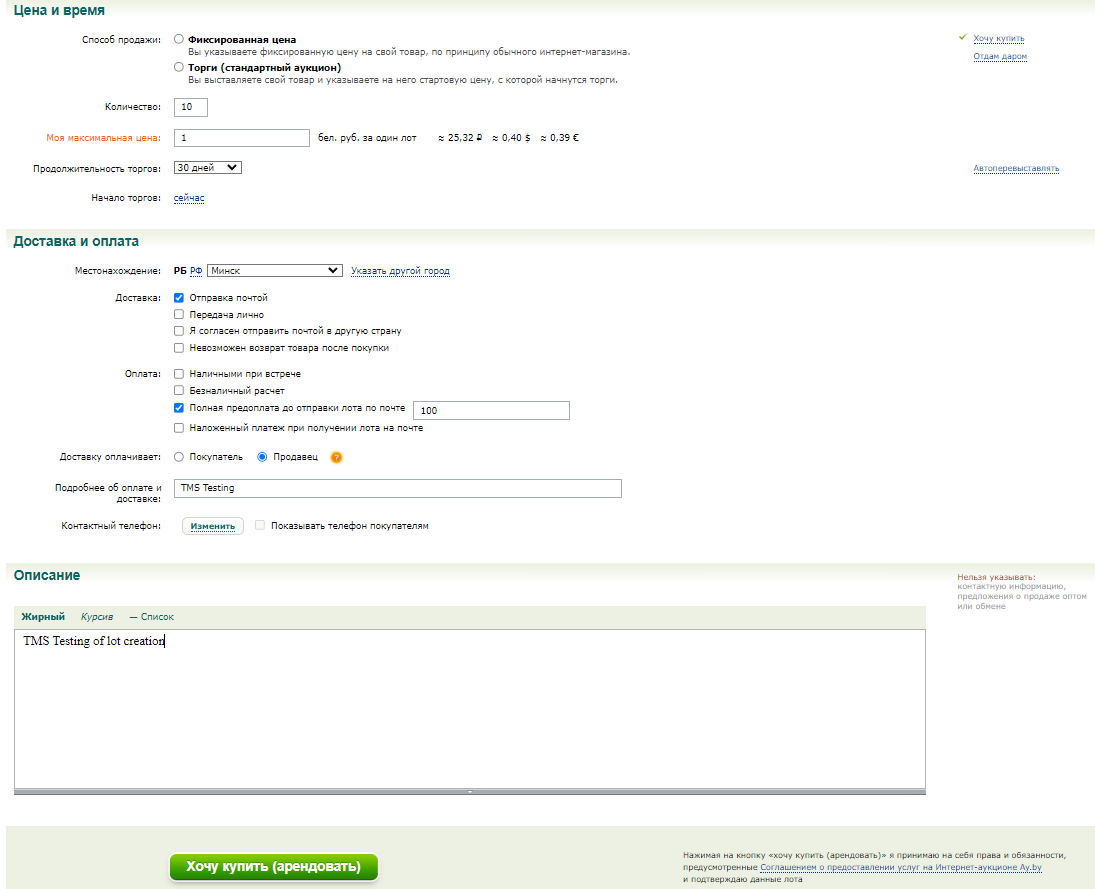 Цена и время
Способ продажи:
Фиксированная цена
Вы указываете фиксированную цену на свой товар, по принципу обычного интернет-магазина.
Торги (стандартный аукцион)
Вы выставляете свой товар и указываете на него стартовую цену, с которой начнутся торги.
Хочу купить
Отдам даром
Количество: 10
Моя максимальная цена: 1 бел. руб. за один лот ≈ 25,32 ₽ ≈ 0,40 $ ≈ 0,39 €
Продолжительность торгов: 30 дней Автоперевыставлять
Начало торгов: сейчас
Доставка и оплата
Местонахождение: РБ РФ Минск Указать другой город
Доставка: Отправка почтой
Передача лично
Я согласен отправить почтой в другую страну
Невозможен возврат товара после покупки
Оплата: Наличными при встрече
Безналичный расчет
Полная предоплата до отправки лота по почте 100
Наложенный платеж при получении лота на почте
Доставку оплачивает: Покупатель Продавец ?
Подробнее об оплате и
доставке:
TMS Testing
Контактный телефон: Изменить Показывать телефон покупателям
Описание
Нельзя указывать:
контактную информацию,
предложения о продаже оптом
или обмене
Жирный Курсив — Список
TMS Testing of lot creation
Хочу купить (арендовать)
Нажимая на кнопку «хочу купить (арендовать)» я принимаю на себя права и обязанности,
предусмотренные Соглашением о предоставлении услуг на Интернет-аукционе Ay.by
и подтверждаю данные лота